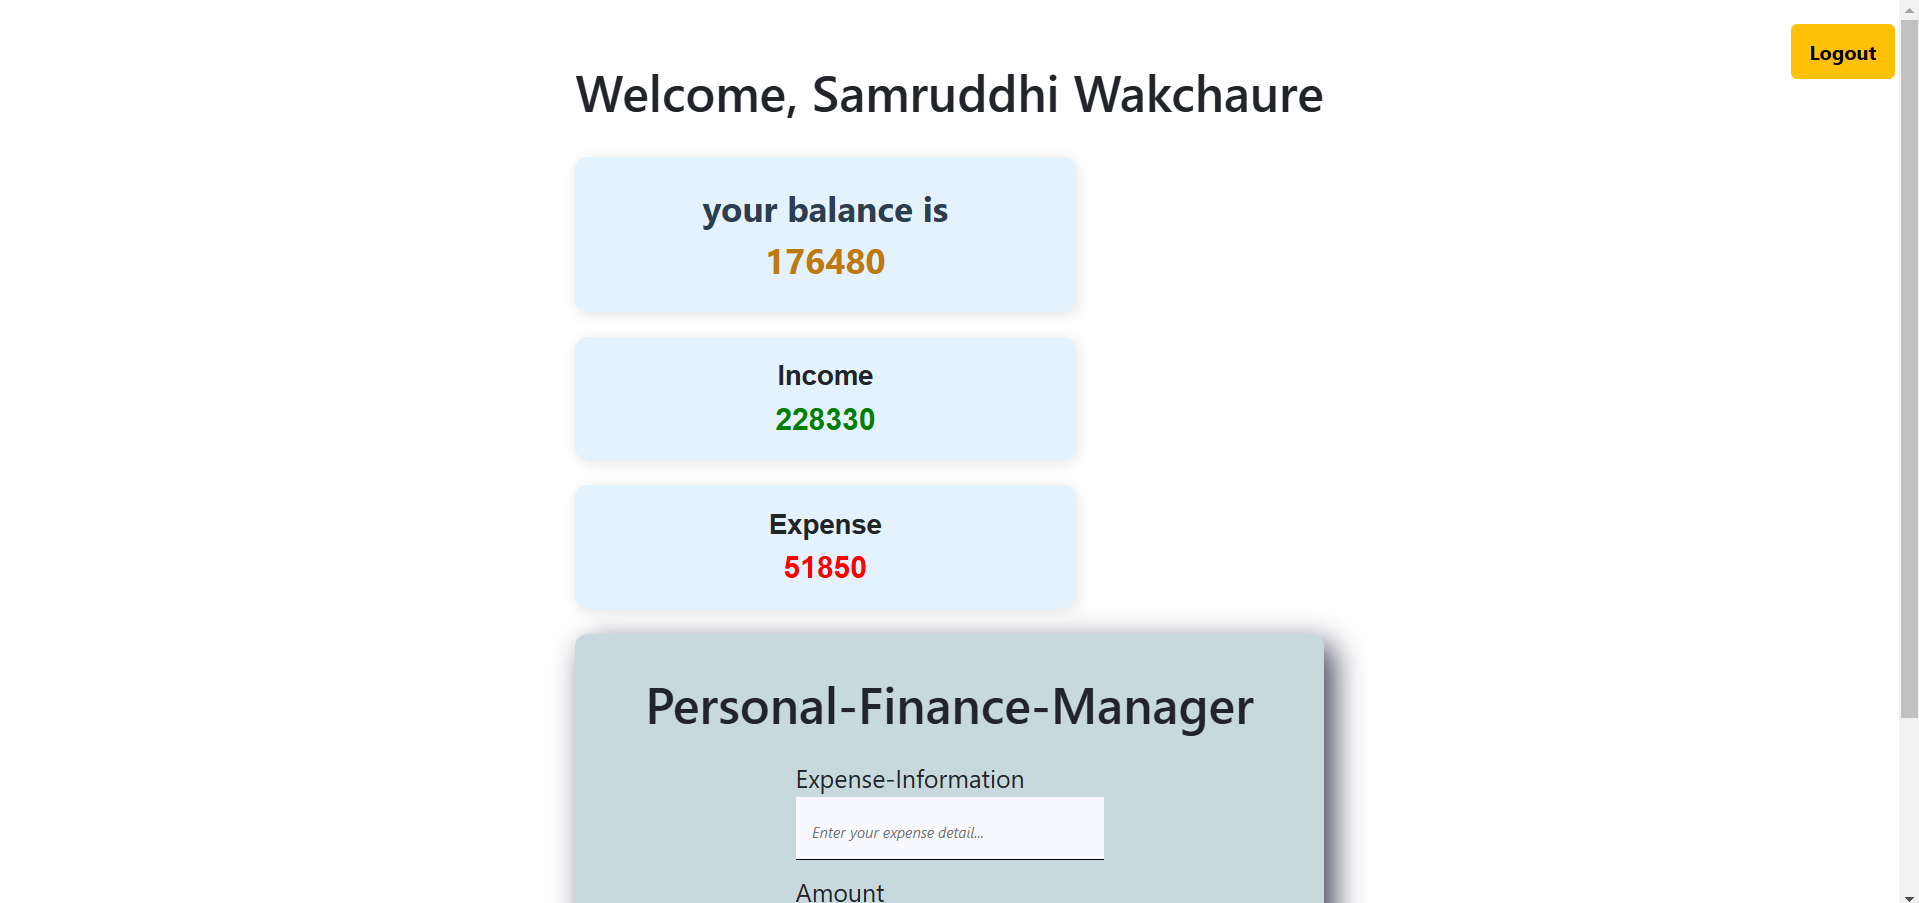 Logout
Welcome, Samruddhi Wakchaure
your balance is
176480
Income
228330
Expense
51850
Personal-Finance-Manager
Expense-Information
Enter your expense detail...
Amount